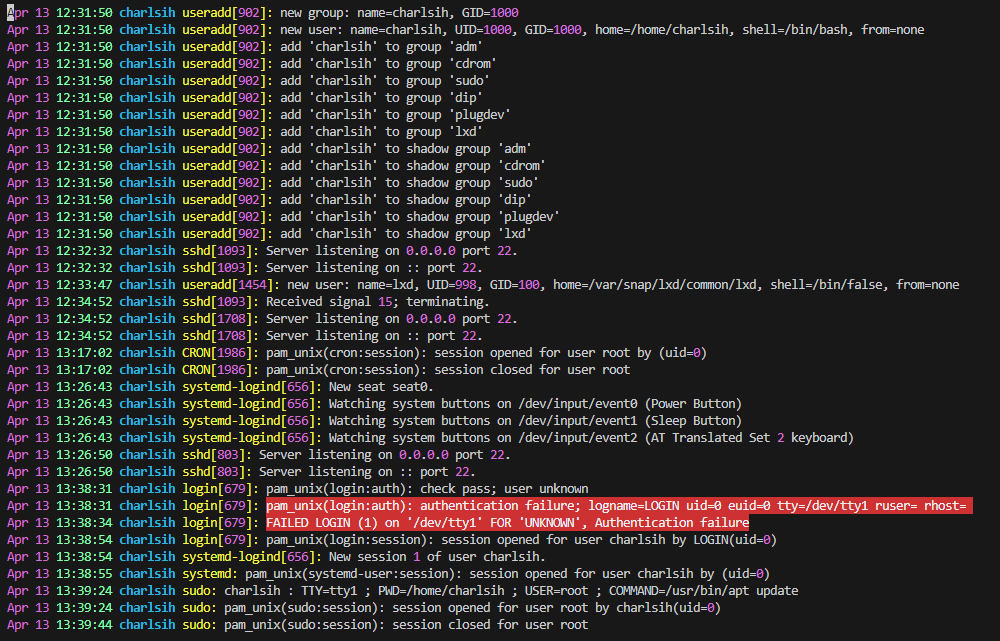 Apr 13 12:31:50 charlsih useradd[902]: new group: name=charlsih, GID=1000
Apr 13 12:31:50 charlsih useradd[902]: new user: name=charlsih, UID=1000, GID=1000, home=/home/charlsih, shell=/bin/bash, from=none
Apr 13 12:31:50 charlsih useradd[902]: add 'charlsih' to group 'adm'
Apr 13 12:31:50 charlsih useradd[902]: add 'charlsih' to group 'cdrom'
Apr 13 12:31:50 charlsih useradd[902]: add 'charlsih' to group 'sudo'
Apr 13 12:31:50 charlsih useradd[902]: add 'charlsih' to group 'dip'
Apr 13 12:31:50 charlsih useradd[902]: add 'charlsih' to group 'plugdev'
Apr 13 12:31:50 charlsih useradd[902]: add 'charlsih' to group 'lxd'
Apr 13 12:31:50 charlsih useradd[902]: add 'charlsih' to shadow group 'adm'
Apr 13 12:31:50 charlsih useradd[902]: add 'charlsih' to shadow group 'cdrom'
Apr 13 12:31:50 charlsih useradd[902]: add 'charlsih' to shadow group 'sudo'
Apr 13 12:31:50 charlsih useradd[902]: add 'charlsih' to shadow group 'dip'
Apr 13 12:31:50 charlsih useradd[902]: add 'charlsih' to shadow group 'plugdev'
Apr 13 12:31:50 charlsih useradd[902]: add 'charlsih' to shadow group 'lxd'
Apr 13 12:32:32 charlsih sshd[1093]: Server listening on 0.0.0.0 port 22.
Apr 13 12:32:32 charlsih sshd[1093]: Server listening on :: port 22.
Apr 13 12:33:47 charlsih useradd[1454]: new user: name=lxd, UID=998, GID=100, home=/var/snap/lxd/common/lxd, shell=/bin/false, from=none
Apr 13 12:34:52 charlsih sshd[1093]: Received signal 15; terminating.
Apr 13 12:34:52 charlsih sshd[1708]: Server listening on 0.0.0.0 port 22.
Apr 13 12:34:52 charlsih sshd[1708]: Server listening on :: port 22.
Apr 13 13:17:02 charlsih CRON[1986]: pam_unix(cron:session): session opened for user root by (uid=0)
Apr 13 13:17:02 charlsih CRON[1986]: pam_unix(cron:session): session closed for user root
Apr 13 13:26:43 charlsih systemd-logind[656]: New seat seat0.
Apr 13 13:26:43 charlsih systemd-logind[656]: Watching system buttons on /dev/input/event0 (Power Button)
Apr 13 13:26:43 charlsih systemd-logind[656]: Watching system buttons on /dev/input/event1 (Sleep Button)
Apr 13 13:26:43 charlsih systemd-logind[656]: Watching system buttons on /dev/input/event2 (AT Translated Set 2 keyboard)
Apr 13 13:26:50 charlsih sshd[803]: Server listening on 0.0.0.0 port 22.
Apr 13 13:26:50 charlsih sshd[803]: Server listening on :: port 22.
Apr 13 13:38:31 charlsih login[679]: pam_unix(login:auth): check pass; user unknown
Apr 13 13:38:31 charlsih login[679]: pam_unix(login:auth): authentication failure; logname=LOGIN uid=0 euid=0 tty=/dev/tty1 ruser= rhost=
Apr 13 13:38:34 charlsih login[679]: FAILED LOGIN (1) on '/dev/tty1' FOR 'UNKNOWN', Authentication failure
Apr 13 13:38:54 charlsih login[679]: pam_unix(login:session): session opened for user charlsih by LOGIN(uid=0)
Apr 13 13:38:54 charlsih systemd-logind[656]: New session 1 of user charlsih.
Apr 13 13:38:55 charlsih systemd: pam_unix(systemd-user:session): session opened for user charlsih by (uid=0)
Apr 13 13:39:24 charlsih sudo: charlsih : TTY=tty1 ; PWD=/home/charlsih ; USER=root ; COMMAND=/usr/bin/apt update
Apr 13 13:39:24 charlsih sudo: pam_unix(sudo:session): session opened for user root by charlsih(uid=0)
Apr 13 13:39:44 charlsih sudo: pam_unix(sudo:session): session closed for user root